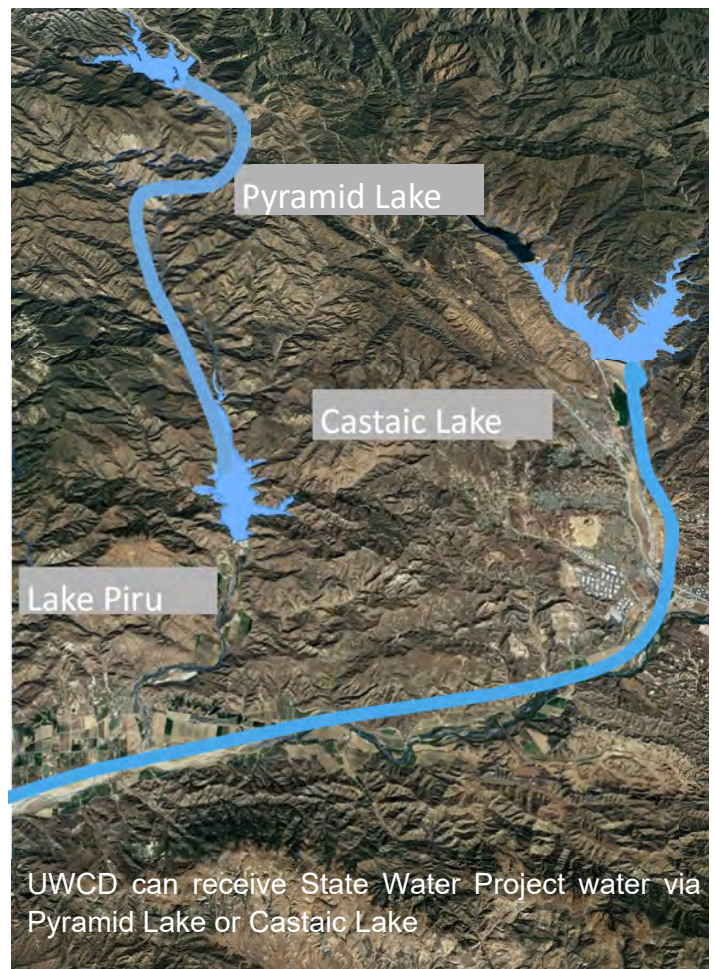 Pyramid Lake
Castaic Lake
Lake Piru
UWCD can receive State Water Project water via
Pyramid Lake or Castaic Lake